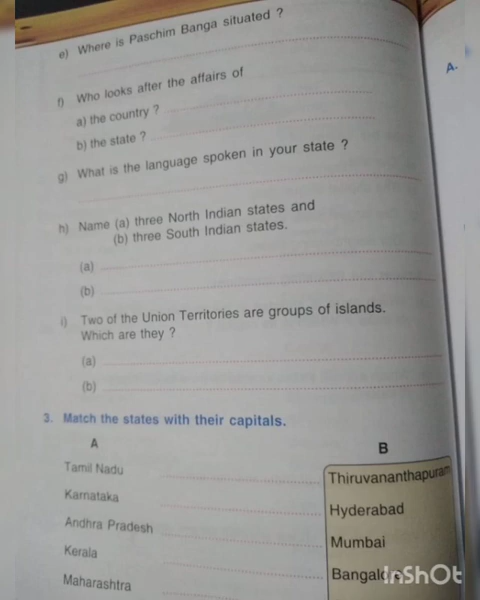 e) Where is Paschim Banga situated ?
f) Who looks after the affairs of
a) the country ?
b) the state ?
g) What is the language spoken in your state ?
h) Name (a) three North Indian states and
(b) three South Indian states.
(a)
(b)
i) Two of the Union Territories are groups of islands.
Which are they ?
(a)
(b)
3. Match the states with their capitals.
A
B
Tamil Nadu
Thiruvananthapuram
Karnataka
Hyderabad
Andhra Pradesh
Mumbai
Kerala
Bangalore
Maharashtra
A.
InShOt